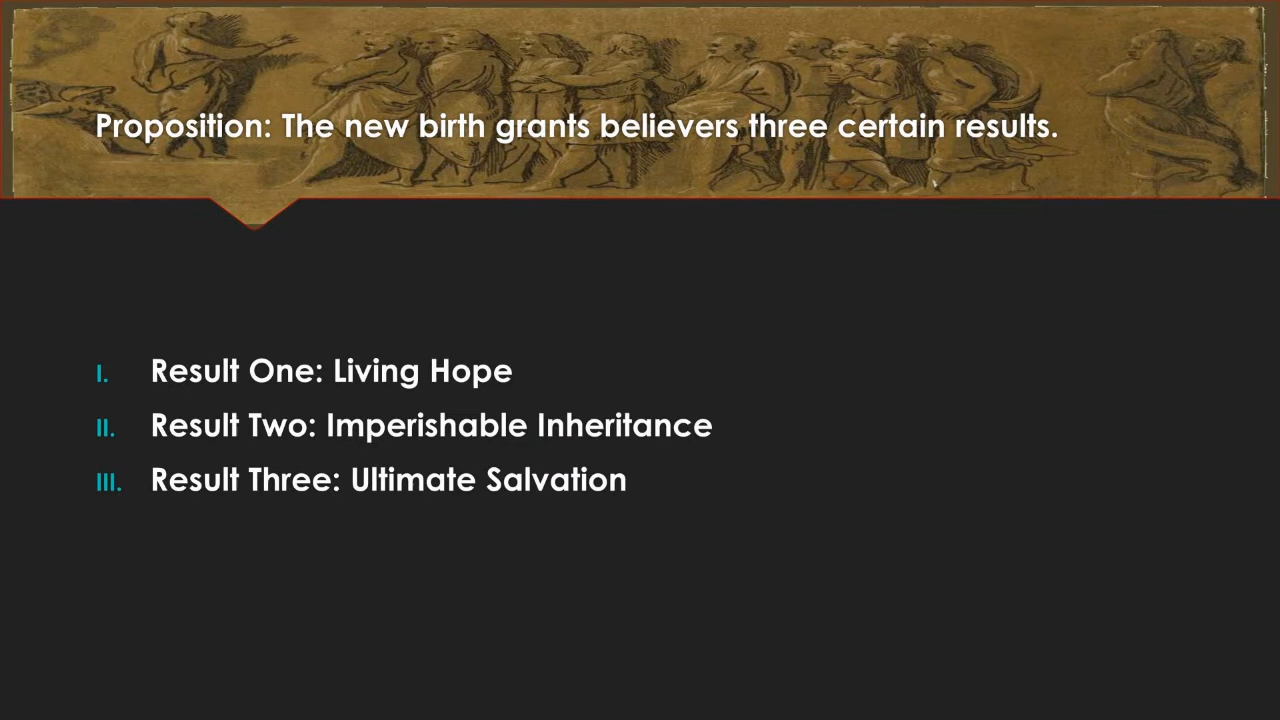 Proposition: The new birth grants believers three certain results.
I. Result One: Living Hope
II. Result Two: Imperishable Inheritance
III. Result Three: Ultimate Salvation